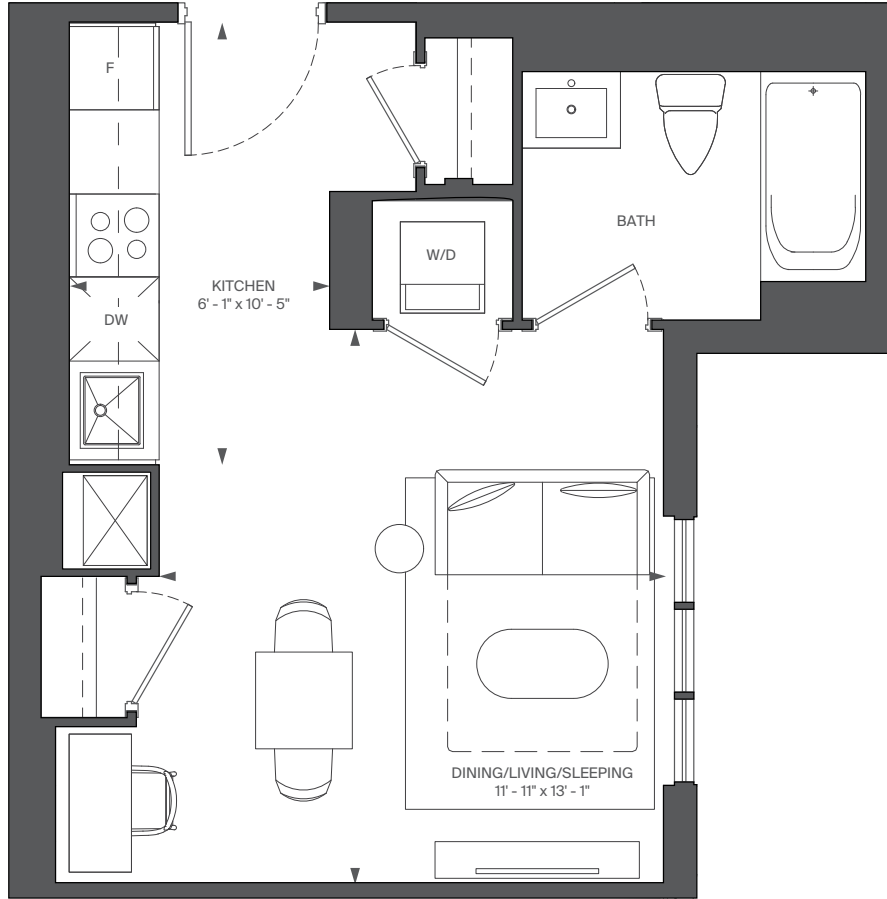 F
W/D
BATH
KITCHEN
6' - 1" x 10' - 5"
DW
DINING/LIVING/SLEEPING
11' - 11" x 13' - 1"